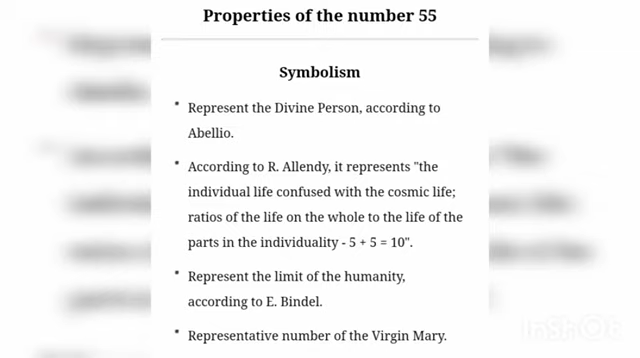 Properties of the number 55
Symbolism
* Represent the Divine Person, according to
Abellio.
* According to R. Allendy, it represents "the
individual life confused with the cosmic life;
ratios of the life on the whole to the life of the
parts in the individuality - 5 + 5 = 10".
* Represent the limit of the humanity,
according to E. Bindel.
* Representative number of the Virgin Mary.
InShOt